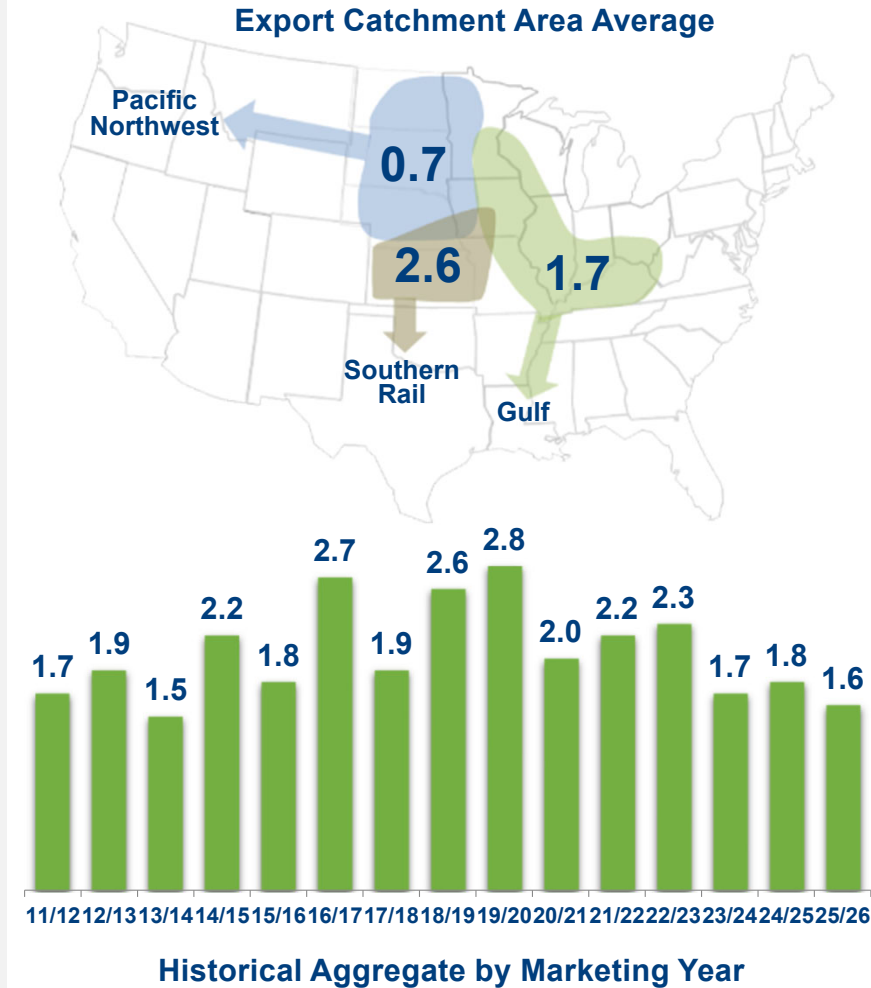 Export Catchment Area Average
Pacific
Northwest
0.7
2.6
1.7
Southern
Rail
Gulf
1.7
1.9
1.5
2.2
1.8
2.7
1.9
2.6
2.8
2.0
2.2
2.3
1.7
1.8
1.6
11/12 12/13 13/14 14/15 15/16 16/17 17/18 18/19 19/20 20/21 21/22 22/23 23/24 24/25 25/26
Historical Aggregate by Marketing Year